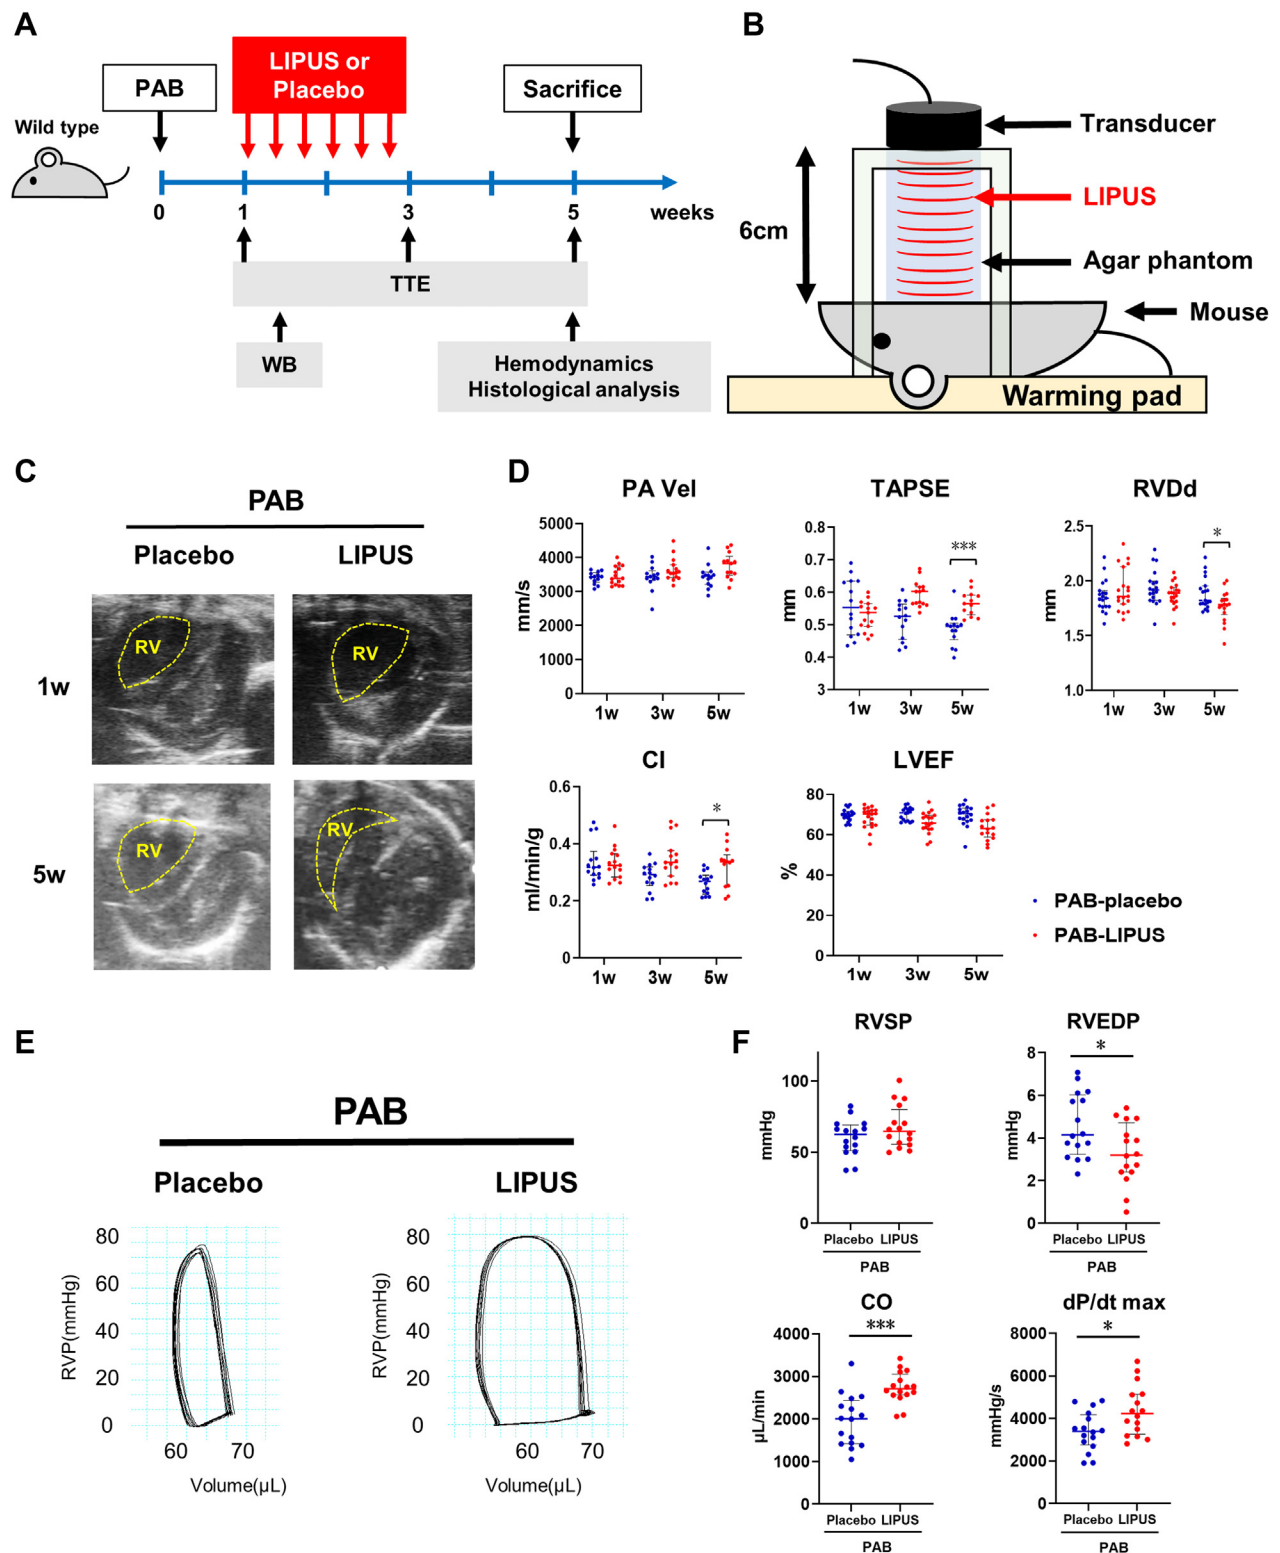 A
PAB
LIPUS or
Placebo
Sacrifice
Wild type
0
1
3
5
weeks
TTE
WB
Hemodynamics
Histological analysis
B
Transducer
LIPUS
6cm
Agar phantom
Mouse
Warming pad
C
PAB
Placebo
LIPUS
1w
RV
RV
5w
RV
RV
D
PA Vel
5000
4000
3000
2000
1000
0
mm/s
1w
3w
5w
TAPSE
0.8
0.7
0.6
0.5
0.4
3
mm
***
1w
3w
5w
RVDd
2.5
2.0
1.5
1.0
mm
*
1w
3w
5w
CI
0.6
0.4
0.2
0
ml/min/g
*
1w
3w
5w
LVEF
80
60
40
20
0
%
1w
3w
5w
PAB-placebo
PAB-LIPUS
E
PAB
Placebo
LIPUS
80
60
40
20
0
RVP(mmHg)
60
70
Volume(µL)
80
60
40
20
0
RVP(mmHg)
60
70
Volume(µL)
F
RVSP
100
50
0
mmHg
Placebo
LIPUS
PAB
RVEDP
*
8
6
4
2
0
mmHg
Placebo
LIPUS
PAB
CO
***
4000
3000
2000
1000
0
µL/min
Placebo
LIPUS
PAB
dP/dt max
*
8000
6000
4000
2000
0
mmHg/s
Placebo
LIPUS
PAB